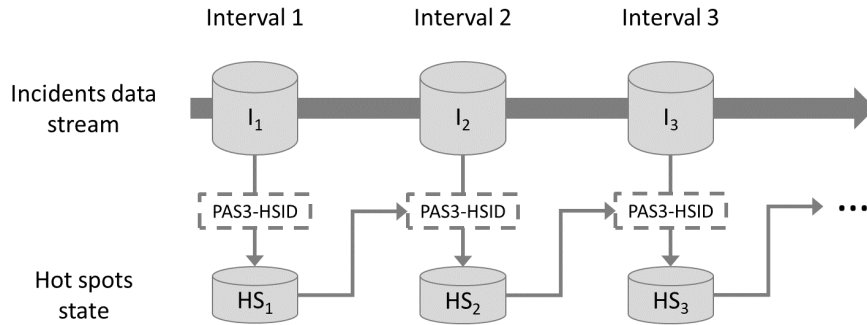 Interval 1 Interval 2 Interval 3
Incidents data
stream
I₁ I₂ I₃
PAS3-HSID PAS3-HSID PAS3-HSID ...
Hot spots
state
HS₁ HS₂ HS₃